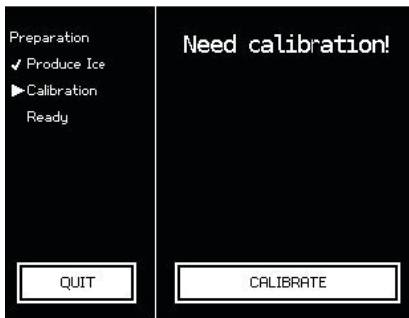 Preparation
✓ Produce Ice
▶Calibration
Ready
QUIT
Need calibration!
CALIBRATE